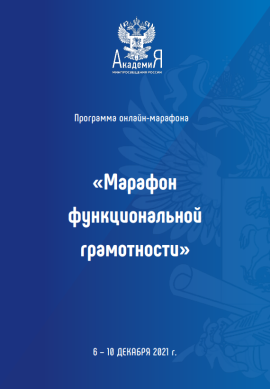 АкадемиЯ
МИНПРОСВЕЩЕНИЯ РОССИИ
Программа онлайн-марафона
«Марафон
функциональной
грамотности»
6 – 10 ДЕКАБРЯ 2021 г.